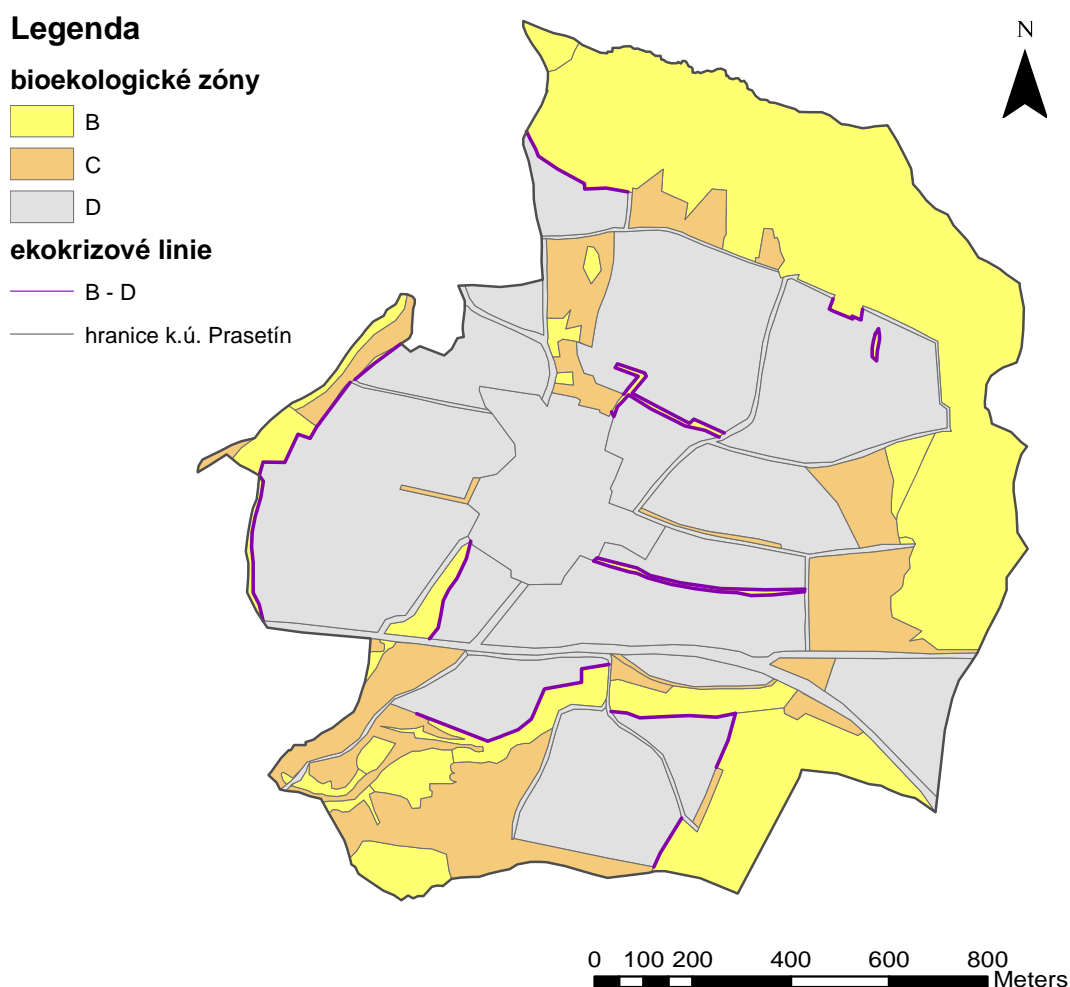 Legenda
bioekologické zóny
B
C
D
ekokrizové linie
B - D
hranice k.ú. Prasetín
N
0 100 200 400 600 800
Meters